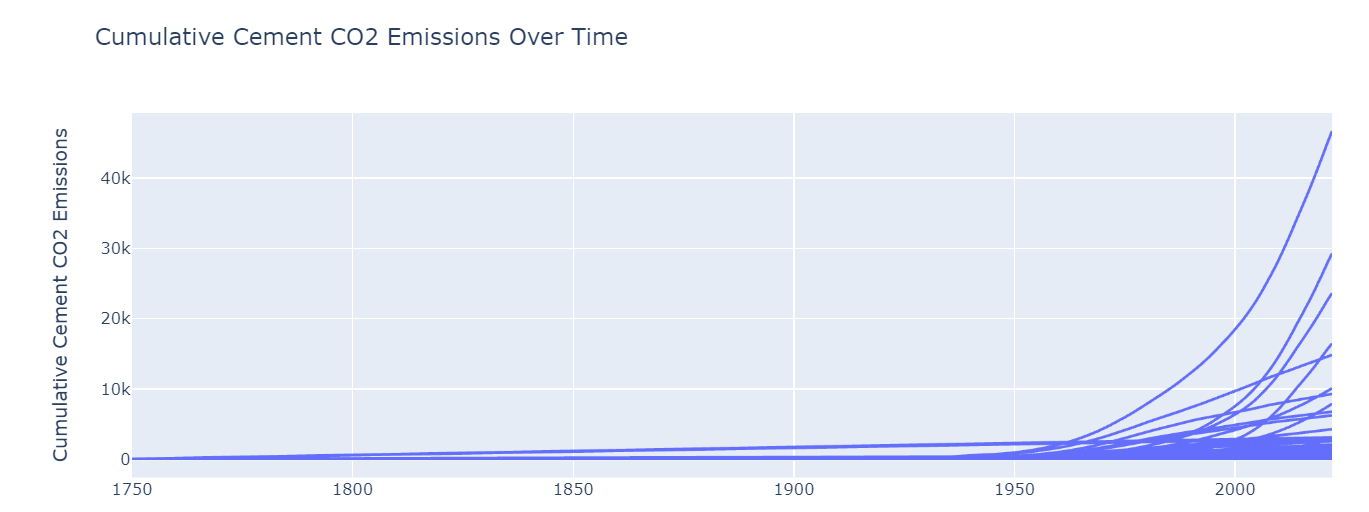 Cumulative Cement CO2 Emissions Over Time
Cumulative Cement CO2 Emissions
40k
30k
20k
10k
0
1750
1800
1850
1900
1950
2000